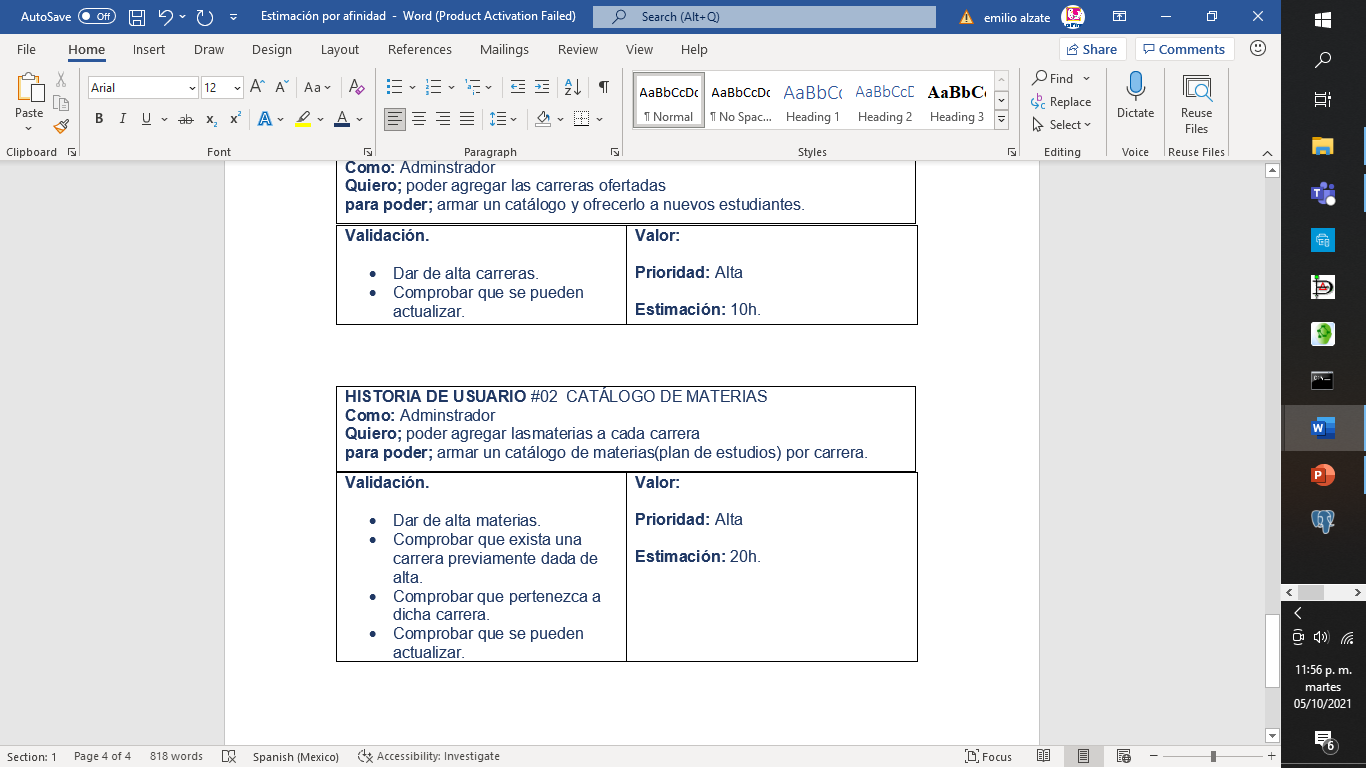 AutoSave Off Estimación por afinidad - Word (Product Activation Failed) Search (Alt+Q) emilio alzate
File Home Insert Draw Design Layout References Mailings Review View Help Share Comments
Arial 12 Aa
Paste
B I U ab x2 x2 A A
AaBbCcDc AaBbCcDc AaBbCc AaBbCcD AaBbC
¶ Normal ¶ No Spac... Heading 1 Heading 2 Heading 3
Find
Replace
Select
Dictate
Reuse
Files
Clipboard Font Paragraph Styles Editing Voice Reuse Files
Como: Adminstrador
Quiero; poder agregar las carreras ofertadas
para poder; armar un catálogo y ofrecerlo a nuevos estudiantes.
Validación.
• Dar de alta carreras.
• Comprobar que se pueden
actualizar.
Valor:
Prioridad: Alta
Estimación: 10h.
HISTORIA DE USUARIO #02 CATÁLOGO DE MATERIAS
Como: Adminstrador
Quiero; poder agregar lasmaterias a cada carrera
para poder; armar un catálogo de materias(plan de estudios) por carrera.
Validación.
• Dar de alta materias.
• Comprobar que exista una
carrera previamente dada de
alta.
• Comprobar que pertenezca a
dicha carrera.
• Comprobar que se pueden
actualizar.
Valor:
Prioridad: Alta
Estimación: 20h.
Section: 1 Page 4 of 4 818 words Spanish (Mexico) Accessibility: Investigate Focus 100%
11:56 p. m.
martes
05/10/2021
6